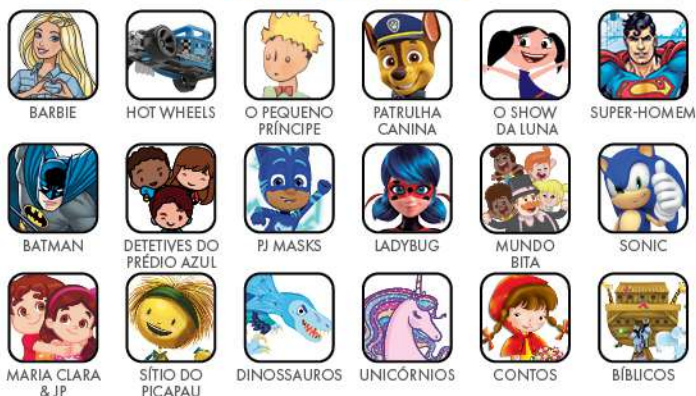 BARBIE
HOT WHEELS
O PEQUENO
PRÍNCIPE
PATRULHA
CANINA
O SHOW
DA LUNA
SUPER-HOMEM
BATMAN
DETETIVES DO
PRÉDIO AZUL
PJ MASKS
LADYBUG
MUNDO
BITA
SONIC
MARIA CLARA
& JP
SÍTIO DO
PICAPAU
DINOSSAUROS
UNICÓRNIOS
CONTOS
BÍBLICOS